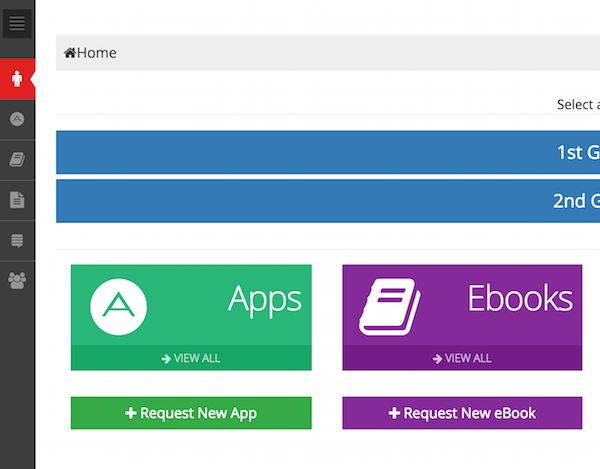 Home
Select a
1st G
2nd G
Apps
VIEW ALL
Ebooks
VIEW ALL
Request New App
Request New eBook